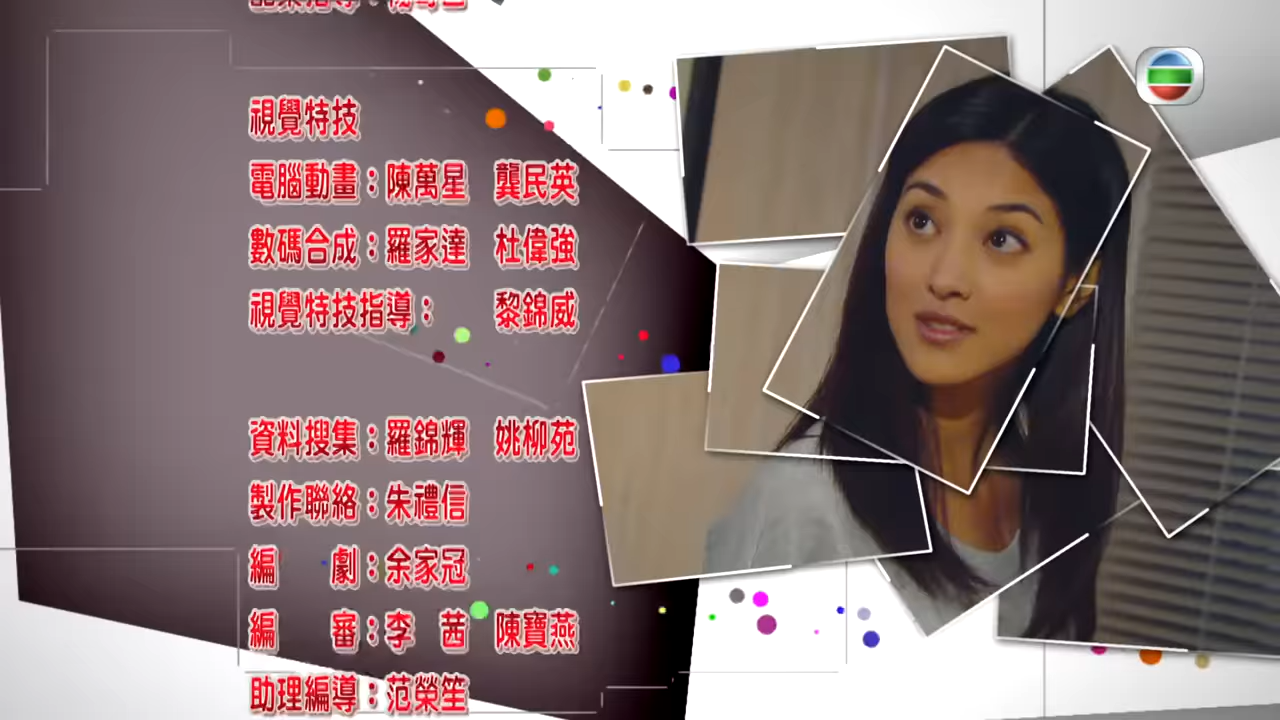 視覺特技
電腦動畫：陳萬星　龔民英
數碼合成：羅家達　杜偉強
視覺特技指導：　黎錦威
資料搜集：羅錦輝　姚柳苑
製作聯絡：朱禮信
編　　劇：余家冠
編　　審：李　茜　陳寶燕
助理編導：范榮笙